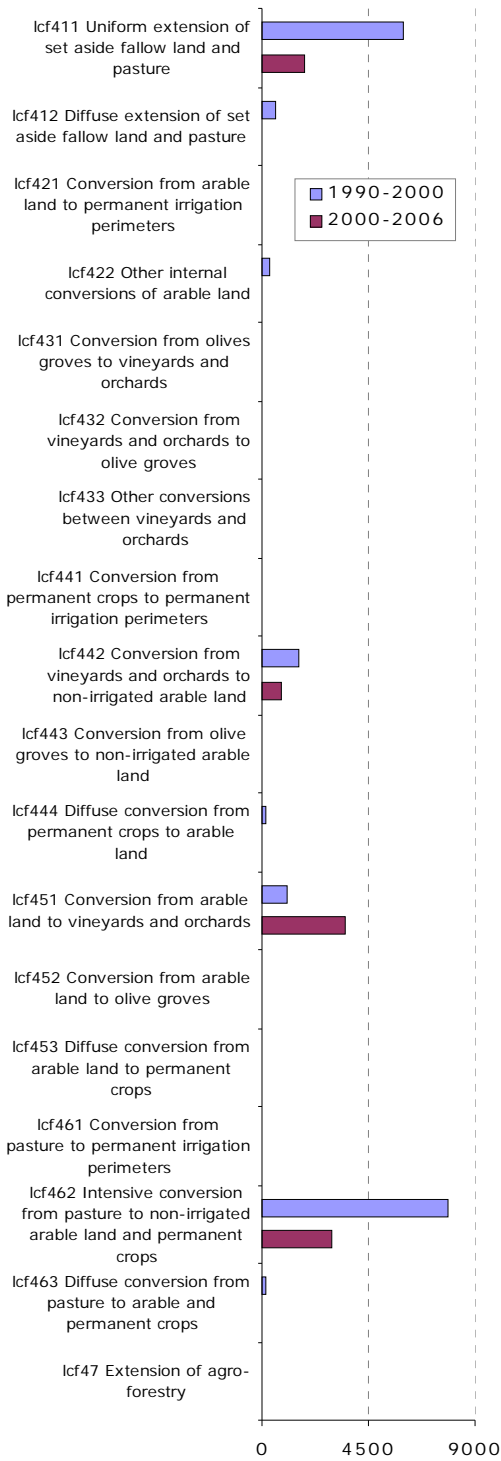 lcf411 Uniform extension of
set aside fallow land and
pasture
lcf412 Diffuse extension of set
aside fallow land and pasture
lcf421 Conversion from arable
land to permanent irrigation
perimeters
1990-2000
2000-2006
lcf422 Other internal
conversions of arable land
lcf431 Conversion from olives
groves to vineyards and
orchards
lcf432 Conversion from
vineyards and orchards to
olive groves
lcf433 Other conversions
between vineyards and
orchards
lcf441 Conversion from
permanent crops to permanent
irrigation perimeters
lcf442 Conversion from
vineyards and orchards to
non-irrigated arable land
lcf443 Conversion from olive
groves to non-irrigated arable
land
lcf444 Diffuse conversion from
permanent crops to arable
land
lcf451 Conversion from arable
land to vineyards and orchards
lcf452 Conversion from arable
land to olive groves
lcf453 Diffuse conversion from
arable land to permanent
crops
lcf461 Conversion from
pasture to permanent irrigation
perimeters
lcf462 Intensive conversion
from pasture to non-irrigated
arable land and permanent
crops
lcf463 Diffuse conversion from
pasture to arable and
permanent crops
lcf47 Extension of agro-
forestry
0 4500 9000